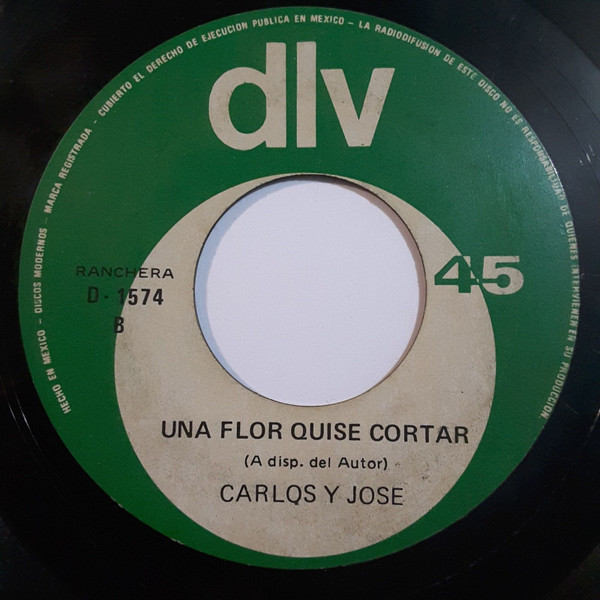 HECHO EN MEXICO - DISCOS MODERNOS - MARCA REGISTRADA - CUBIERTO EL DERECHO DE EJECUCION PUBLICA EN MEXICO - LA RADIODIFUSION DE ESTE DISCO NO ES RESPONSABILIDAD DE QUIENES INTERVIENEN EN SU PRODUCCION
dlv
RANCHERA
45
D-1574
B
UNA FLOR QUISE CORTAR
(A disp. del Autor)
CARLOS Y JOSE